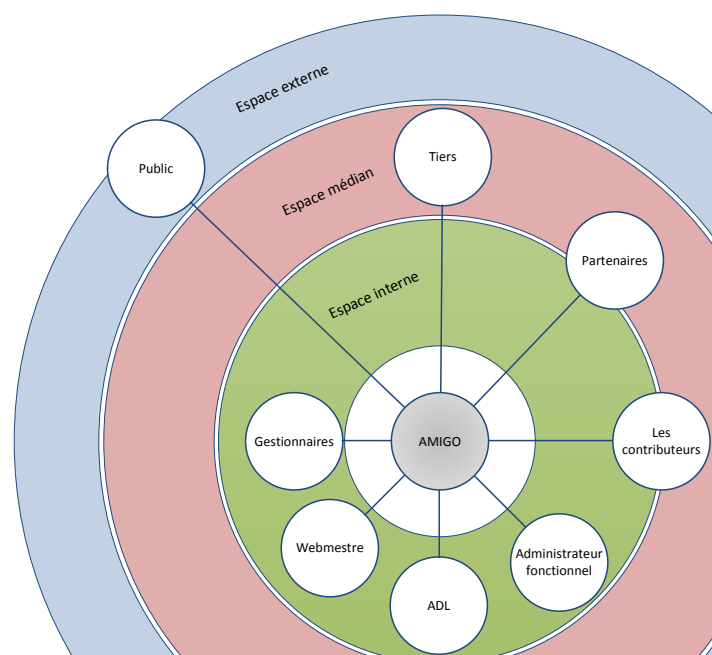 Espace externe
Public
Tiers
Espace médian
Partenaires
Espace interne
Gestionnaires
AMIGO
Les
contributeurs
Webmestre
Administrateur
fonctionnel
ADL